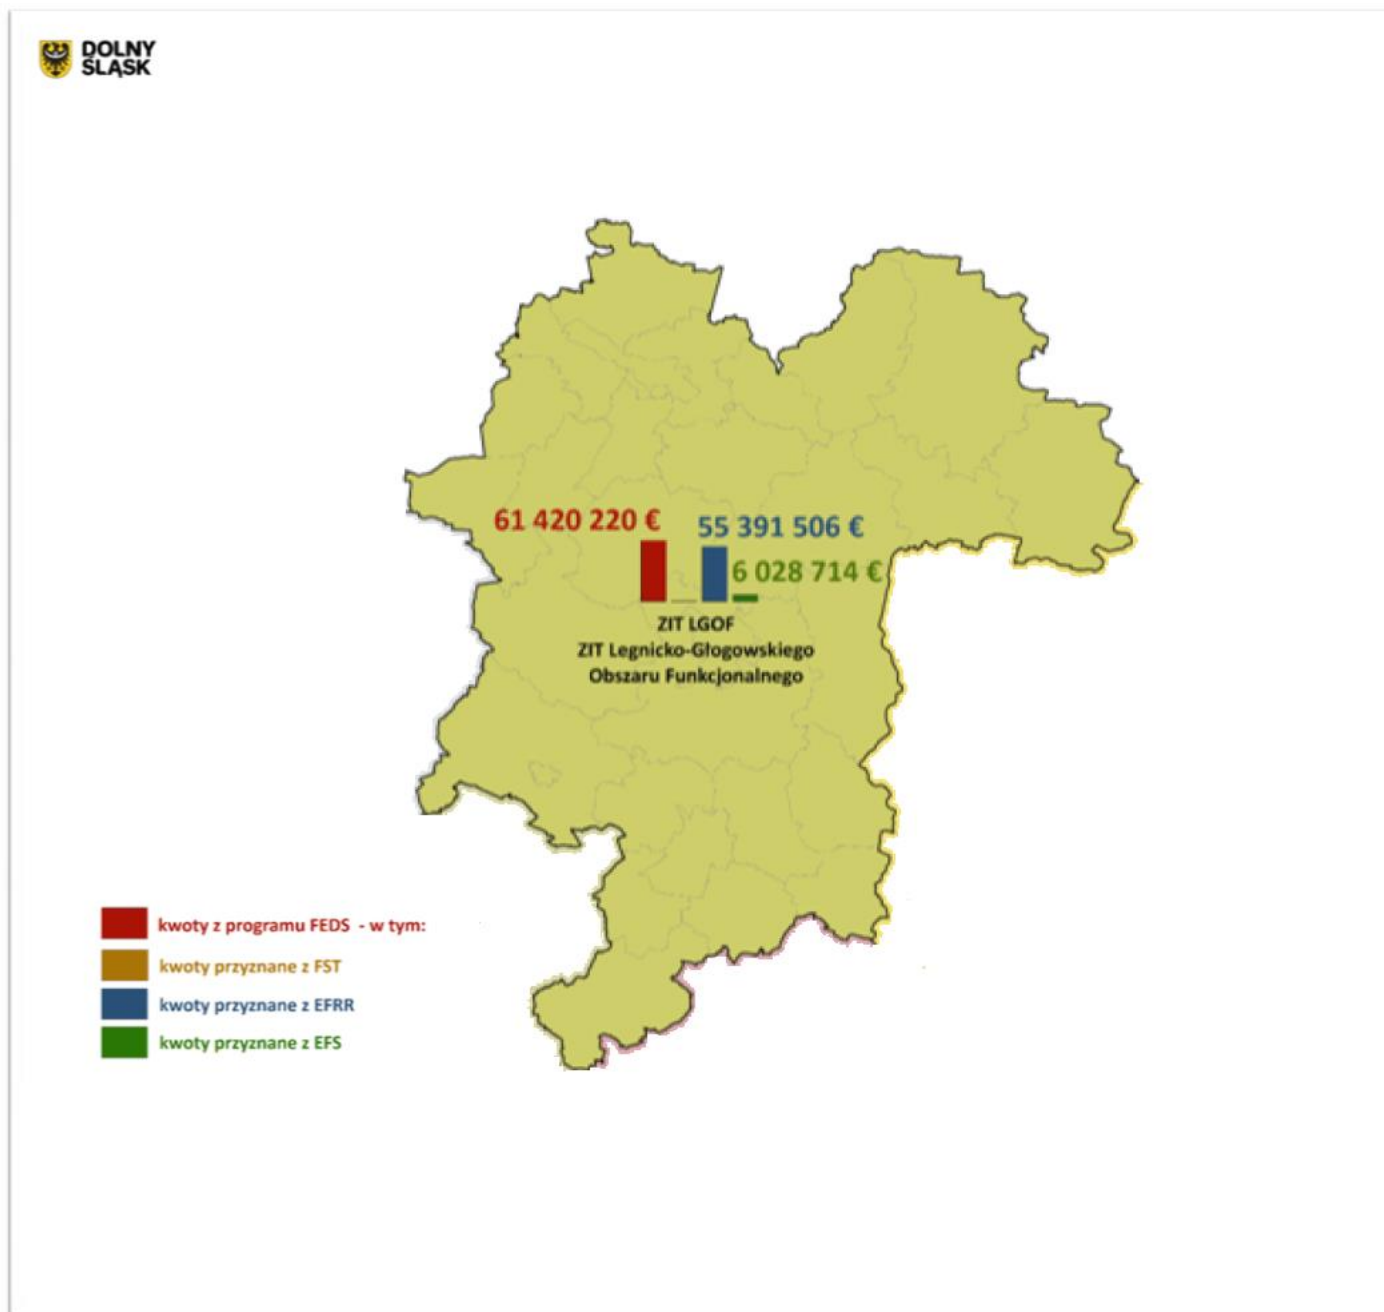 DOLNY
ŚLĄSK
61 420 220 €
55 391 506 €
6 028 714 €
ZIT LGOF
ZIT Legnicko-Głogowskiego
Obszaru Funkcjonalnego
kwoty z programu FEDS - w tym:
kwoty przyznane z FST
kwoty przyznane z EFRR
kwoty przyznane z EFS